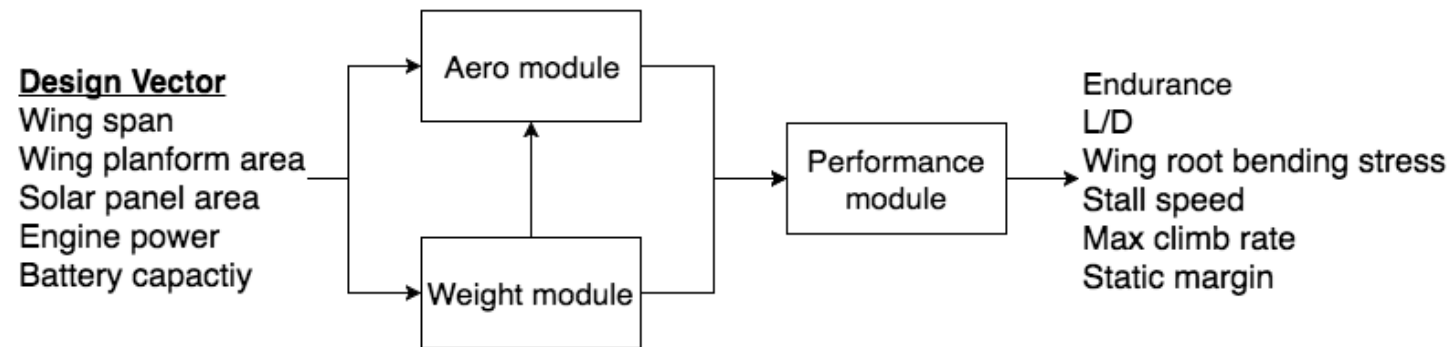 Design Vector
Wing span
Wing planform area
Solar panel area
Engine power
Battery capactiy
Aero module
Weight module
Performance
module
Endurance
L/D
Wing root bending stress
Stall speed
Max climb rate
Static margin